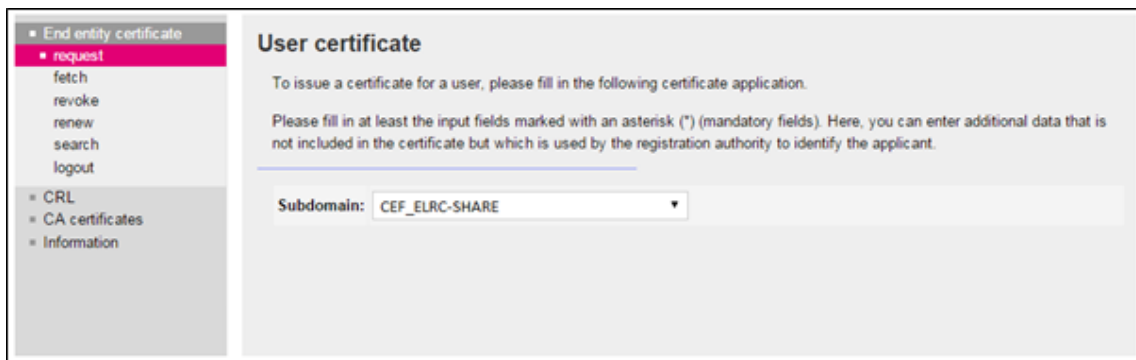 End entity certificate
request
fetch
revoke
renew
search
logout
CRL
CA certificates
Information
User certificate
To issue a certificate for a user, please fill in the following certificate application.
Please fill in at least the input fields marked with an asterisk (*) (mandatory fields). Here, you can enter additional data that is
not included in the certificate but which is used by the registration authority to identify the applicant.
Subdomain: CEF_ELRC-SHARE